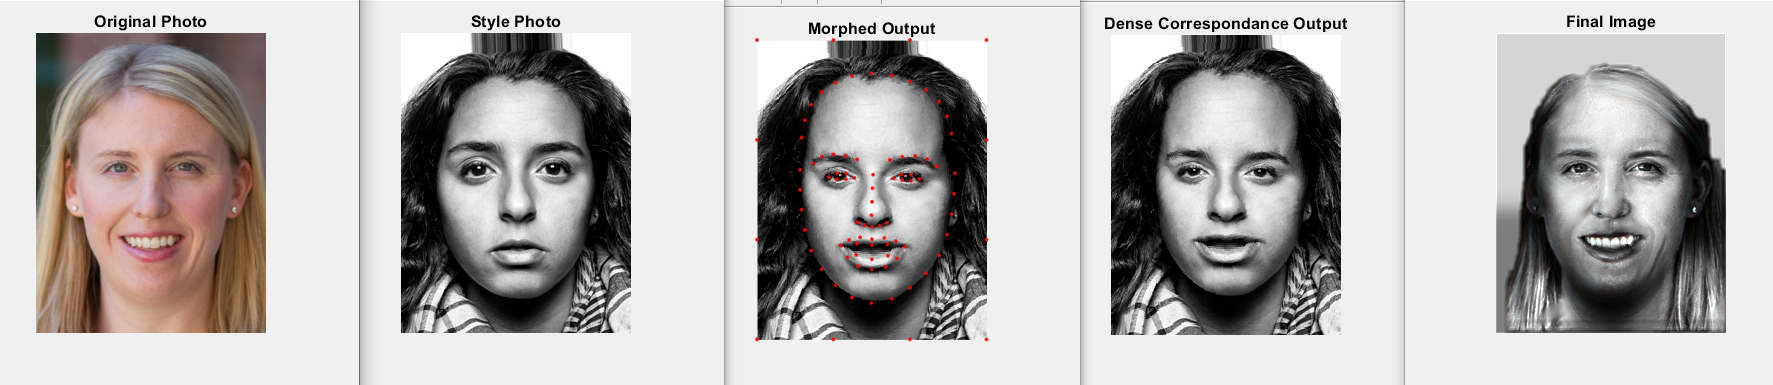 Original Photo
Style Photo
Morphed Output
Dense Correspondance Output
Final Image